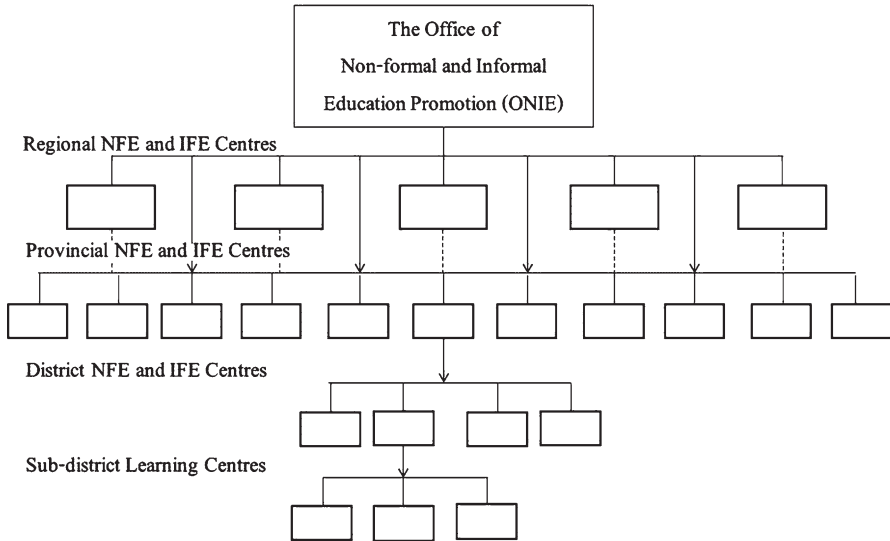 The Office of
Non-formal and Informal
Education Promotion (ONIE)
Regional NFE and IFE Centres
Provincial NFE and IFE Centres
District NFE and IFE Centres
Sub-district Learning Centres